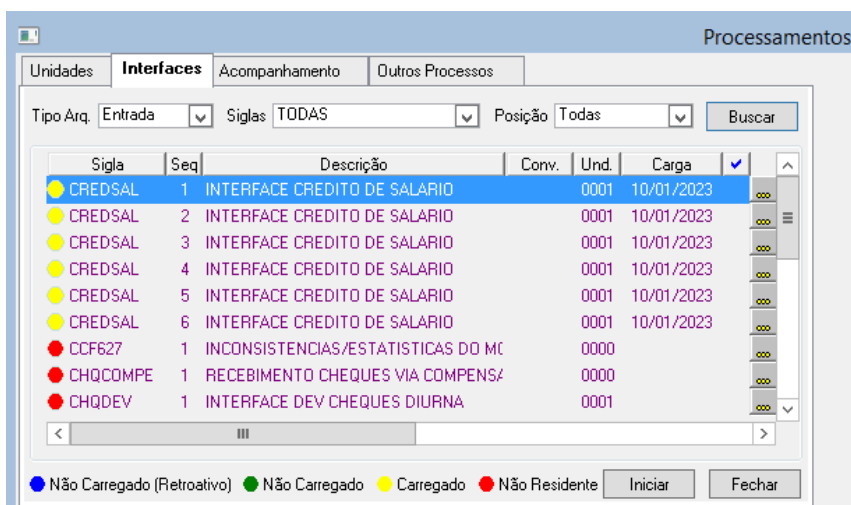 Processamentos
Unidades Interfaces Acompanhamento Outros Processos
Tipo Arq. Entrada Siglas TODAS Posição Todas Buscar
Sigla Seq Descrição Conv. Und. Carga
CREDSAL 1 INTERFACE CREDITO DE SALARIO 0001 10/01/2023
CREDSAL 2 INTERFACE CREDITO DE SALARIO 0001 10/01/2023
CREDSAL 3 INTERFACE CREDITO DE SALARIO 0001 10/01/2023
CREDSAL 4 INTERFACE CREDITO DE SALARIO 0001 10/01/2023
CREDSAL 5 INTERFACE CREDITO DE SALARIO 0001 10/01/2023
CREDSAL 6 INTERFACE CREDITO DE SALARIO 0001 10/01/2023
CCF627 1 INCONSISTENCIAS/ESTATISTICAS DO MO 0000
CHQCOMPE 1 RECEBIMENTO CHEQUES VIA COMPENSA 0000
CHQDEV 1 INTERFACE DEV CHEQUES DIURNA 0001
Não Carregado (Retroativo) Não Carregado Carregado Não Residente Iniciar Fechar